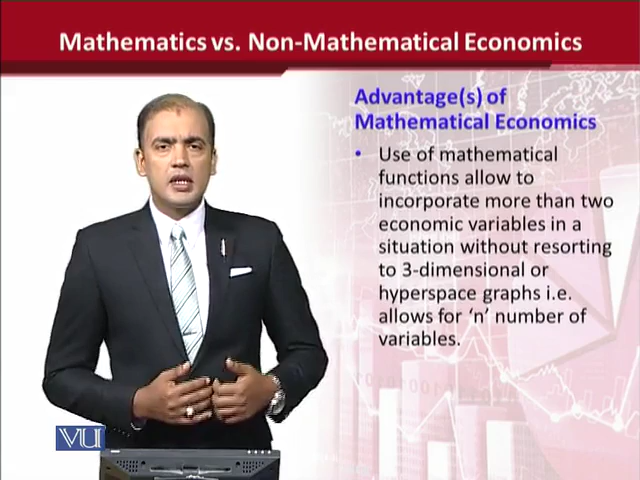 Mathematics vs. Non-Mathematical Economics
Advantage(s) of
Mathematical Economics
• Use of mathematical
functions allow to
incorporate more than two
economic variables in a
situation without resorting
to 3-dimensional or
hyperspace graphs i.e.
allows for ‘n’ number of
variables.
VU